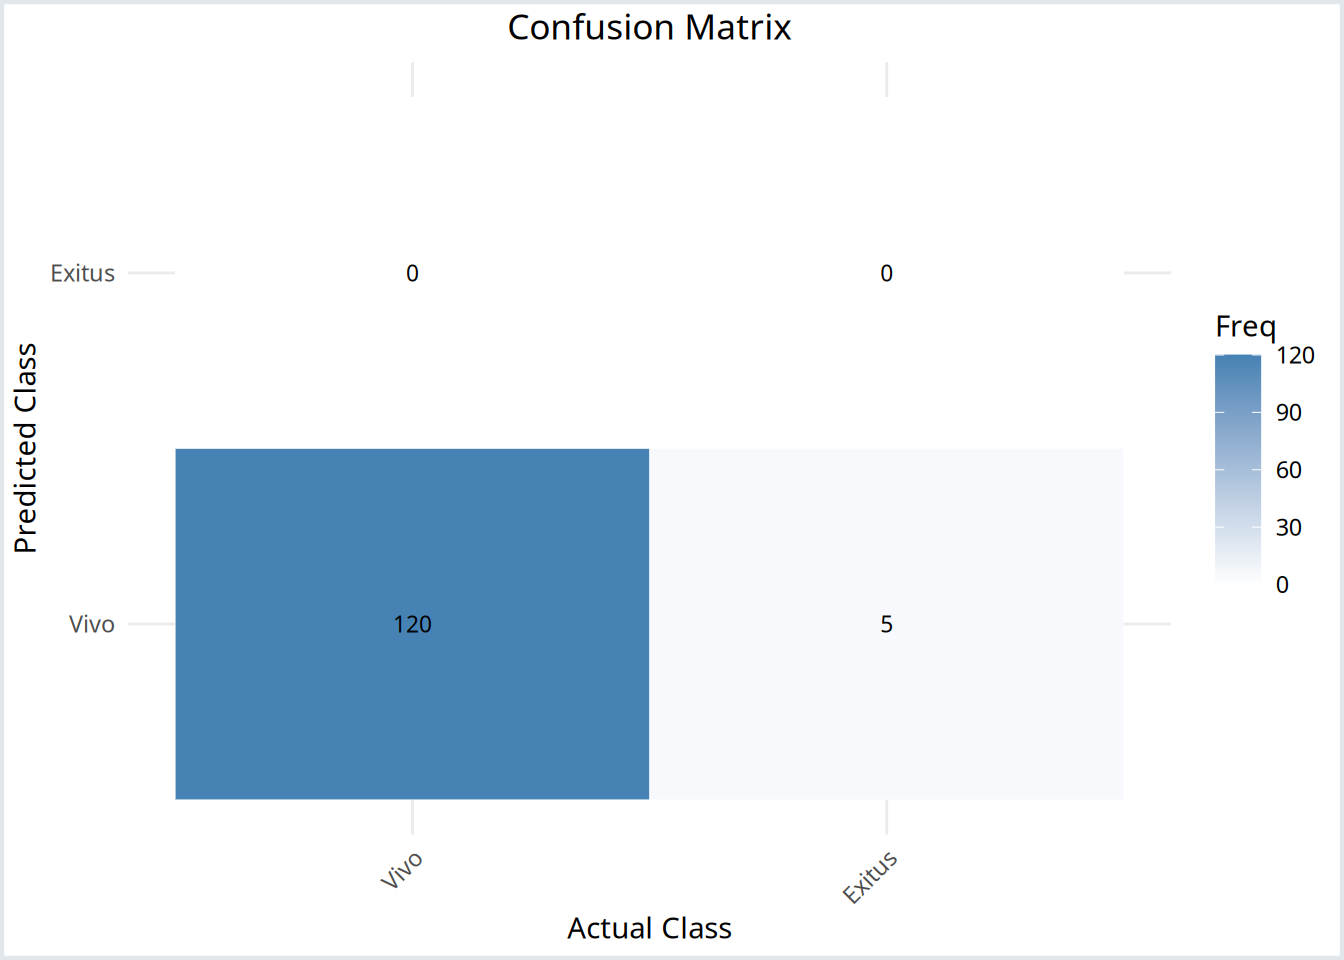 Confusion Matrix
Exitus
0
0
Vivo
120
5
Predicted Class
Vivo
Exitus
Actual Class
Freq
120
90
60
30
0